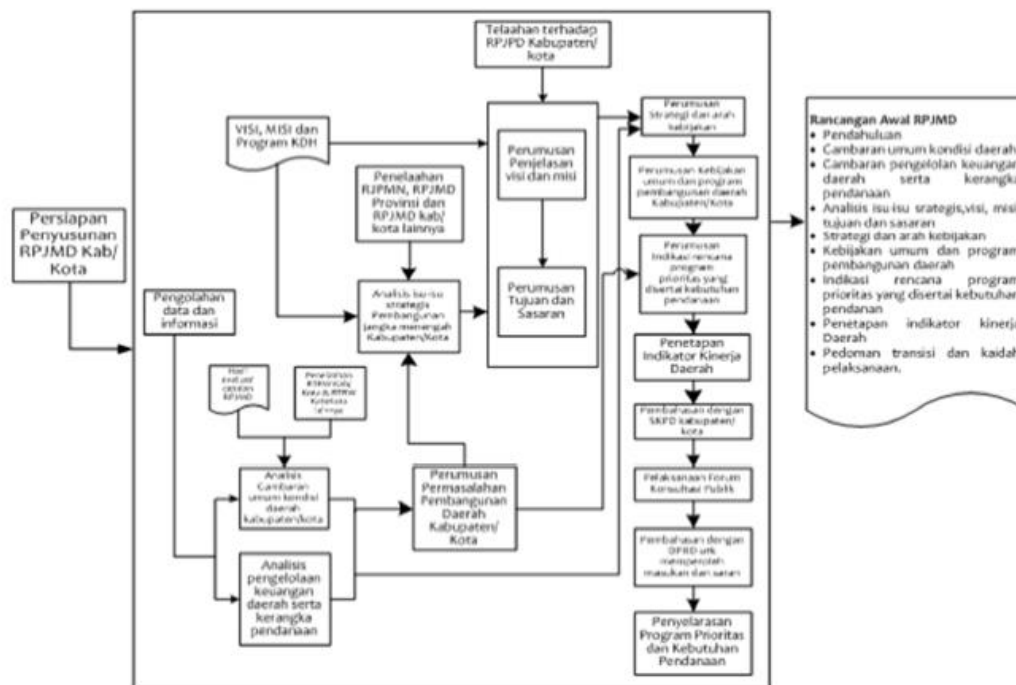 Telaahan terhadap
RPJPD Kabupaten/
kota
VISI, MISI dan
Program KDH
Perumusan
Penjelasan
visi dan misi
Perumusan
Tujuan dan
Sasaran
Penelaahan
RJPMN, RPJMD
Provinsi dan
RPJMD kab/
kota lainnya
Persiapan
Penyusunan
RPJMD Kab/
Kota
Pengolahan
data dan
informasi
Analisis isu-isu
strategis
Pembangunan
jangka menengah
Kabupaten/Kota
Hasil
RPJMD
Penelaahan
lainnya
Analisis
Gambaran
umum kondisi
daerah
kabupaten/kota
Analisis
pengelolaan
keuangan
daerah serta
kerangka
pendanaan
Perumusan
Permasalahan
Pembangunan
Daerah
Kabupaten/
Kota
Perumusan
Strategi dan arah
kebijakan
Perumusan Kebijakan
umum dan program
pembangunan daerah
Kabupaten/Kota
Perumusan
Indikasi rencana
program
prioritas yang
disertai kebutuhan
pendanaan
Penetapan
Indikator Kinerja
Daerah
Pembahasan dengan
SKPD kabupaten/
kota
Pelaksanaan Forum
Konsultasi Publik
Pembahasan dengan
DPRD utk
memperoleh
masukan dan saran
Penyelarasan
Program Prioritas
dan Kebutuhan
Pendanaan
Rancangan Awal RPJMD
• Pendahuluan
• Gambaran umum kondisi daerah
• Gambaran pengelolan keuangan
daerah serta kerangka
pendanaan
• Analisis isu-isu srategis,visi, misi
tujuan dan sasaran
• Strategi dan arah kebijakan
• Kebijakan umum dan program
pembangunan daerah
• Indikasi rencana program
prioritas yang disertai kebutuhan
pendanan
• Penetapan indikator kinerja
Daerah
• Pedoman transisi dan kaidah
pelaksanaan.